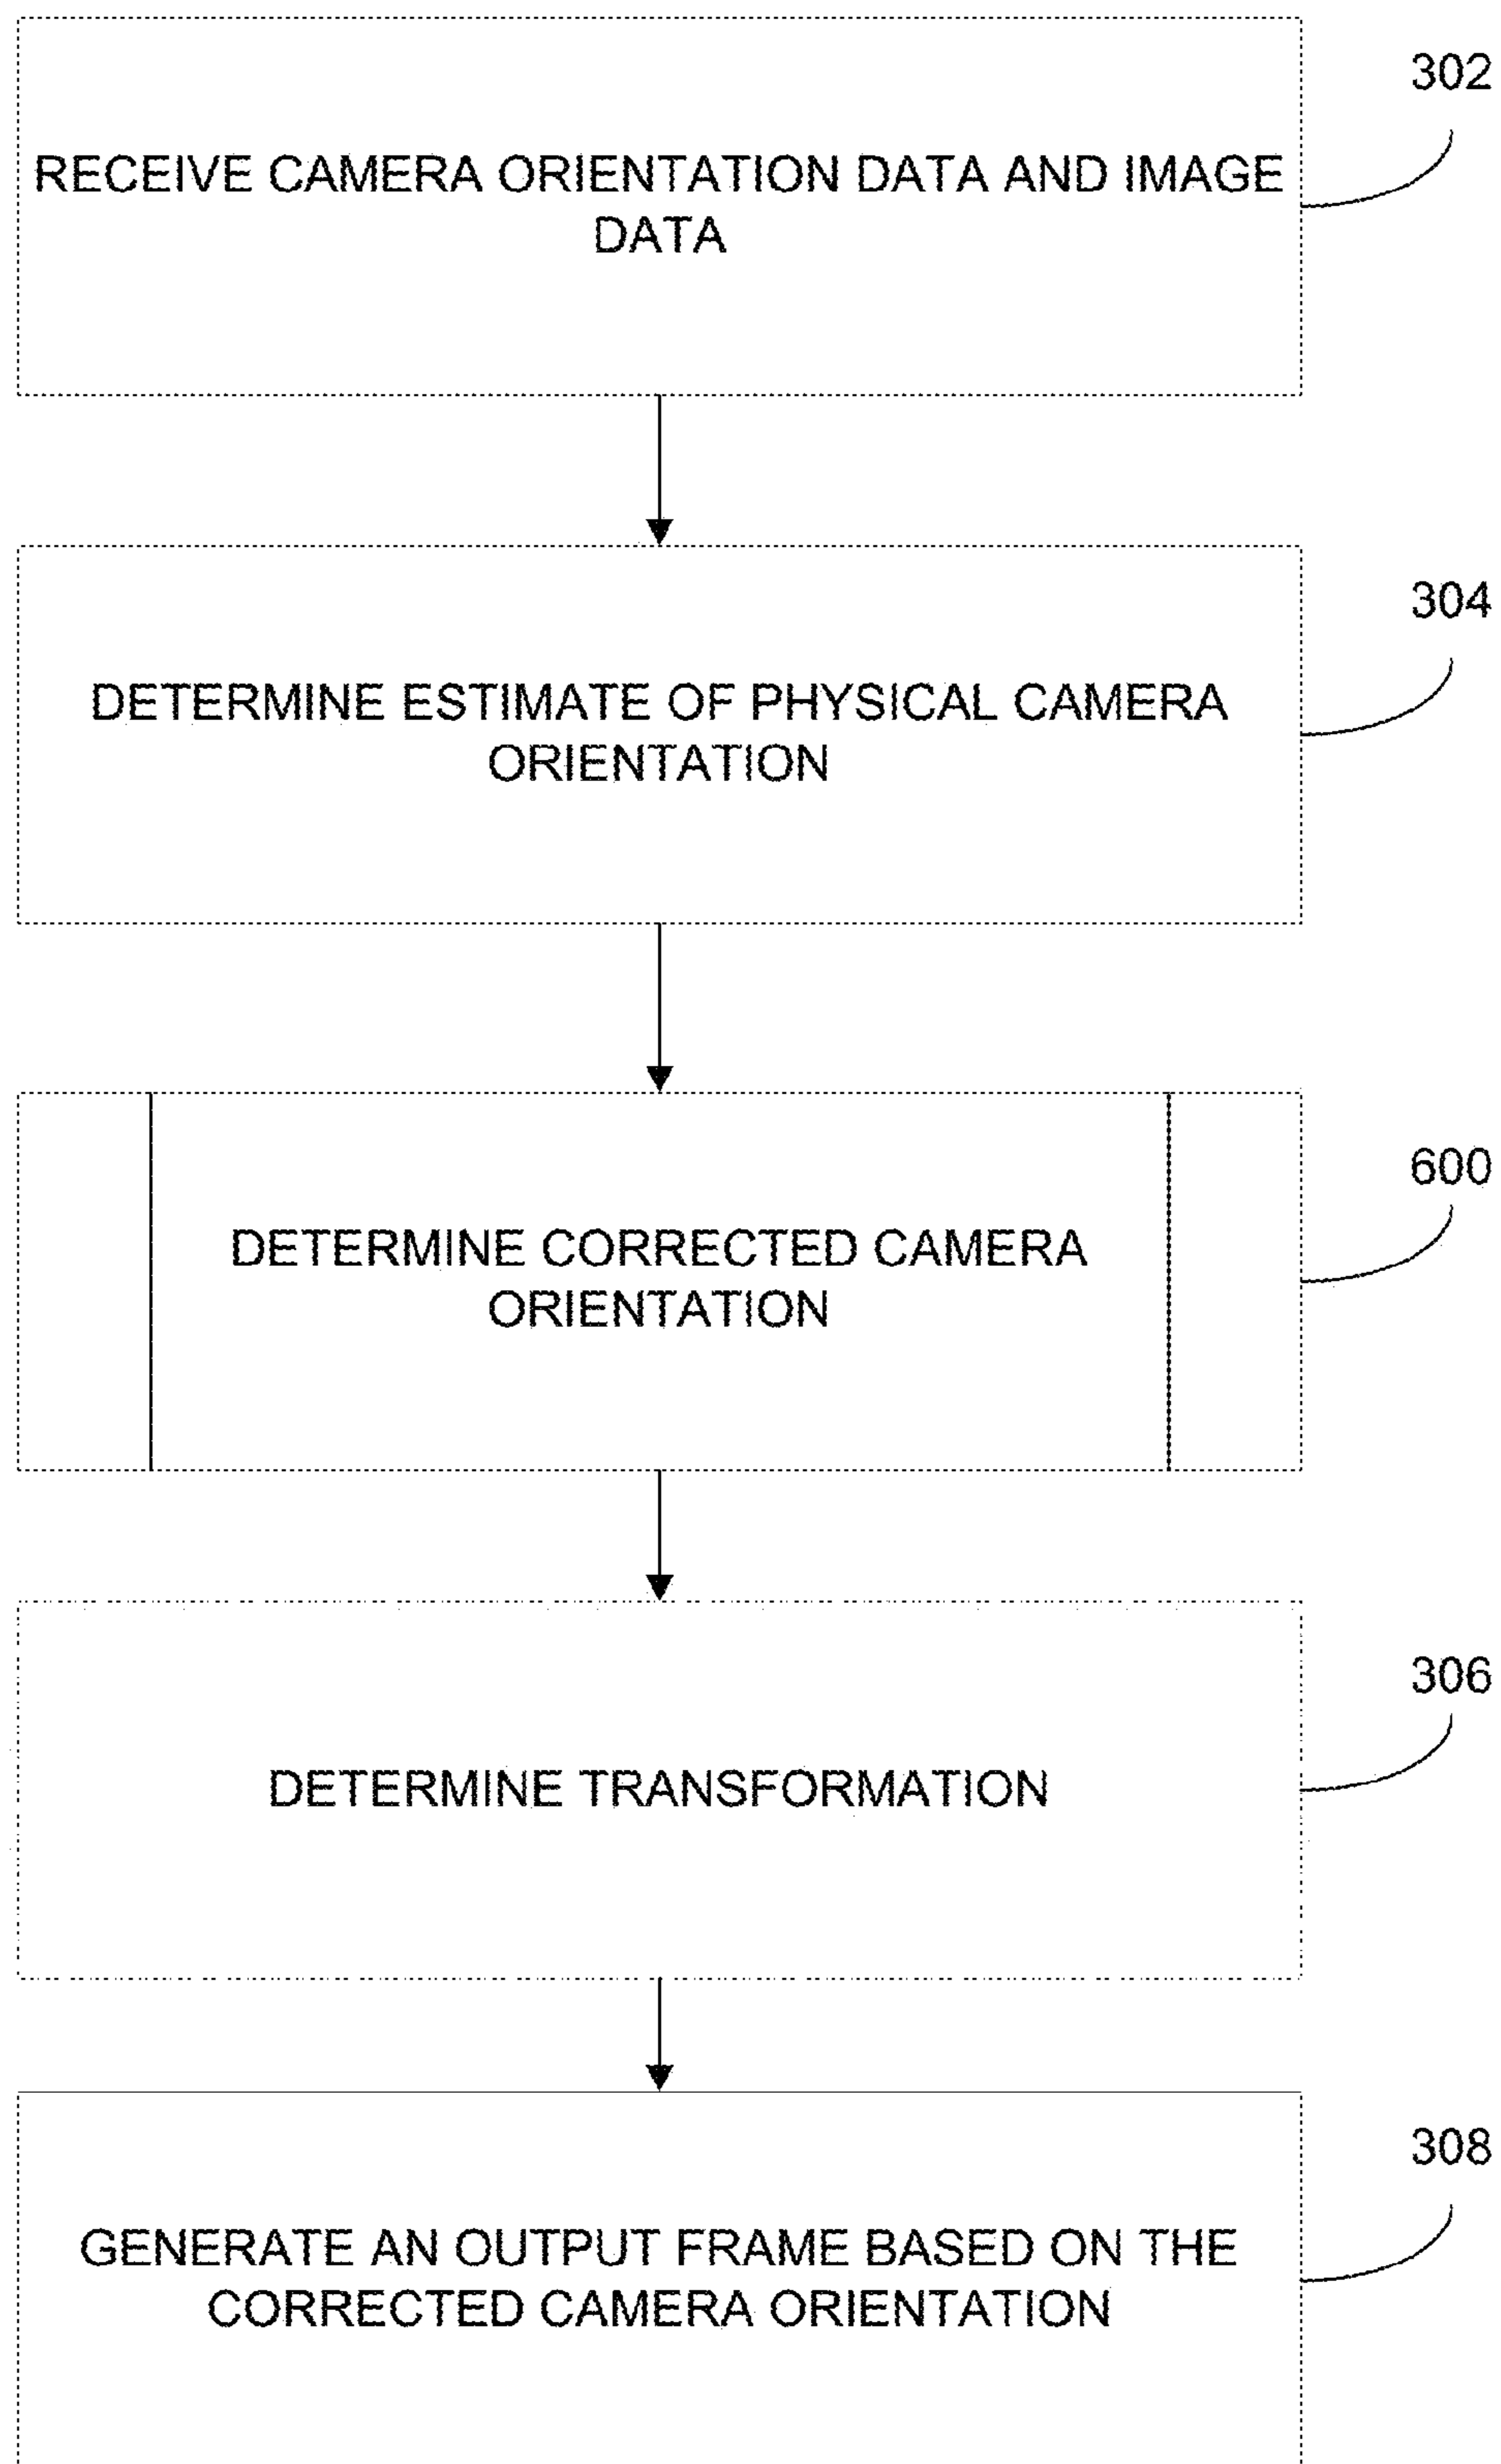 302
RECEIVE CAMERA ORIENTATION DATA AND IMAGE
DATA
304
DETERMINE ESTIMATE OF PHYSICAL CAMERA
ORIENTATION
600
DETERMINE CORRECTED CAMERA
ORIENTATION
306
DETERMINE TRANSFORMATION
308
GENERATE AN OUTPUT FRAME BASED ON THE
CORRECTED CAMERA ORIENTATION